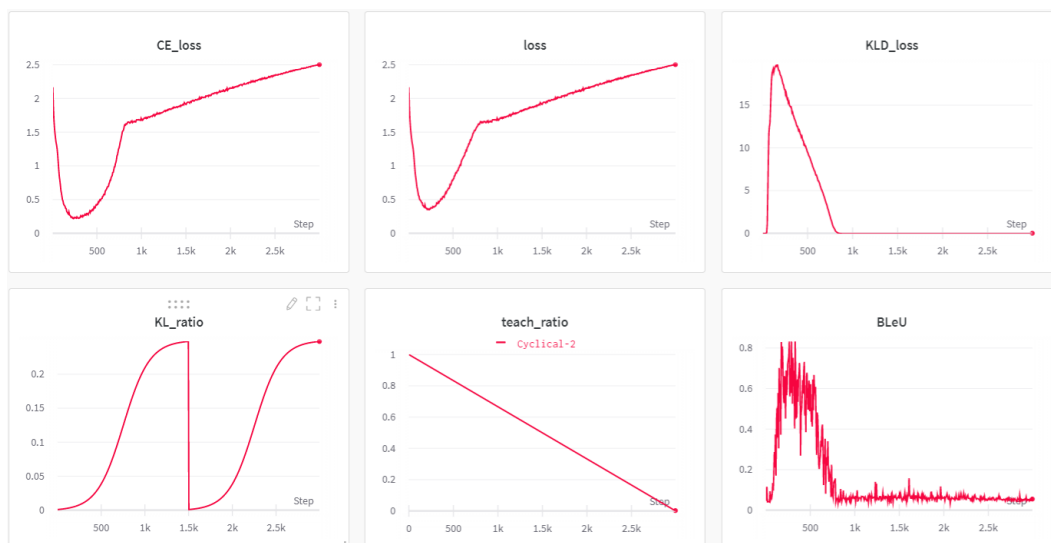 CE_loss
2.5
2
1.5
1
0.5
0
Step
500 1k 1.5k 2k 2.5k
loss
2.5
2
1.5
1
0.5
0
Step
500 1k 1.5k 2k 2.5k
KLD_loss
15
10
5
0
Step
500 1k 1.5k 2k 2.5k
KL_ratio
0.2
0.15
0.1
0.05
0
Step
500 1k 1.5k 2k 2.5k
teach_ratio
Cyclical-2
1
0.8
0.6
0.4
0.2
0
Step
0 500 1k 1.5k 2k 2.5k
BLeU
0.8
0.6
0.4
0.2
0
Step
500 1k 1.5k 2k 2.5k